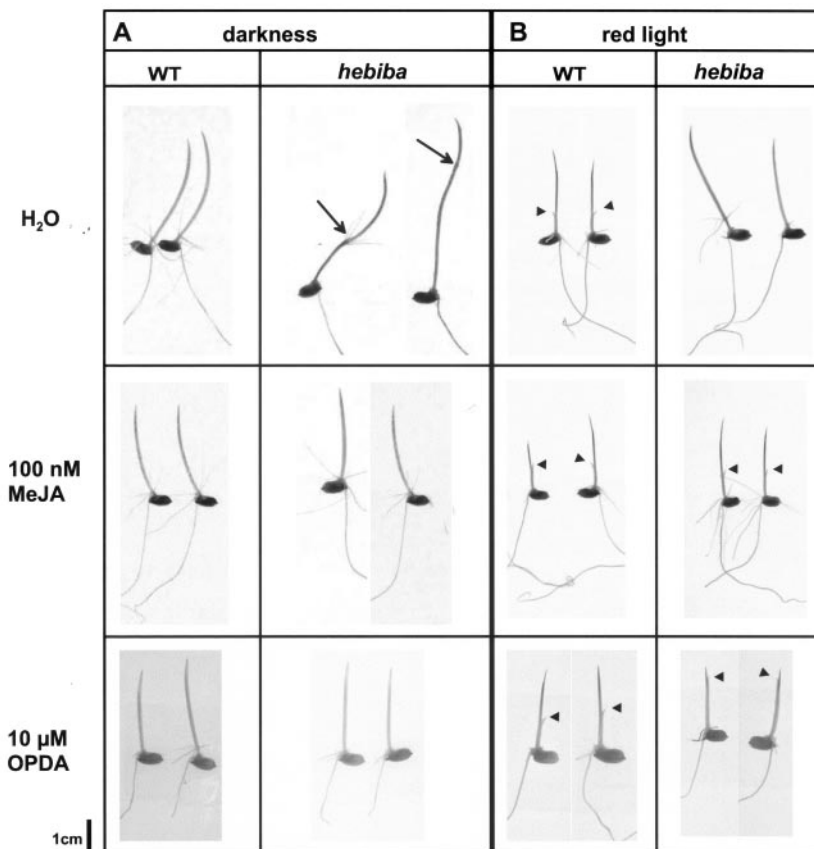 A darkness B red light
WT hebiba WT hebiba
H₂O
100 nM
MeJA
10 µM
OPDA
1cm